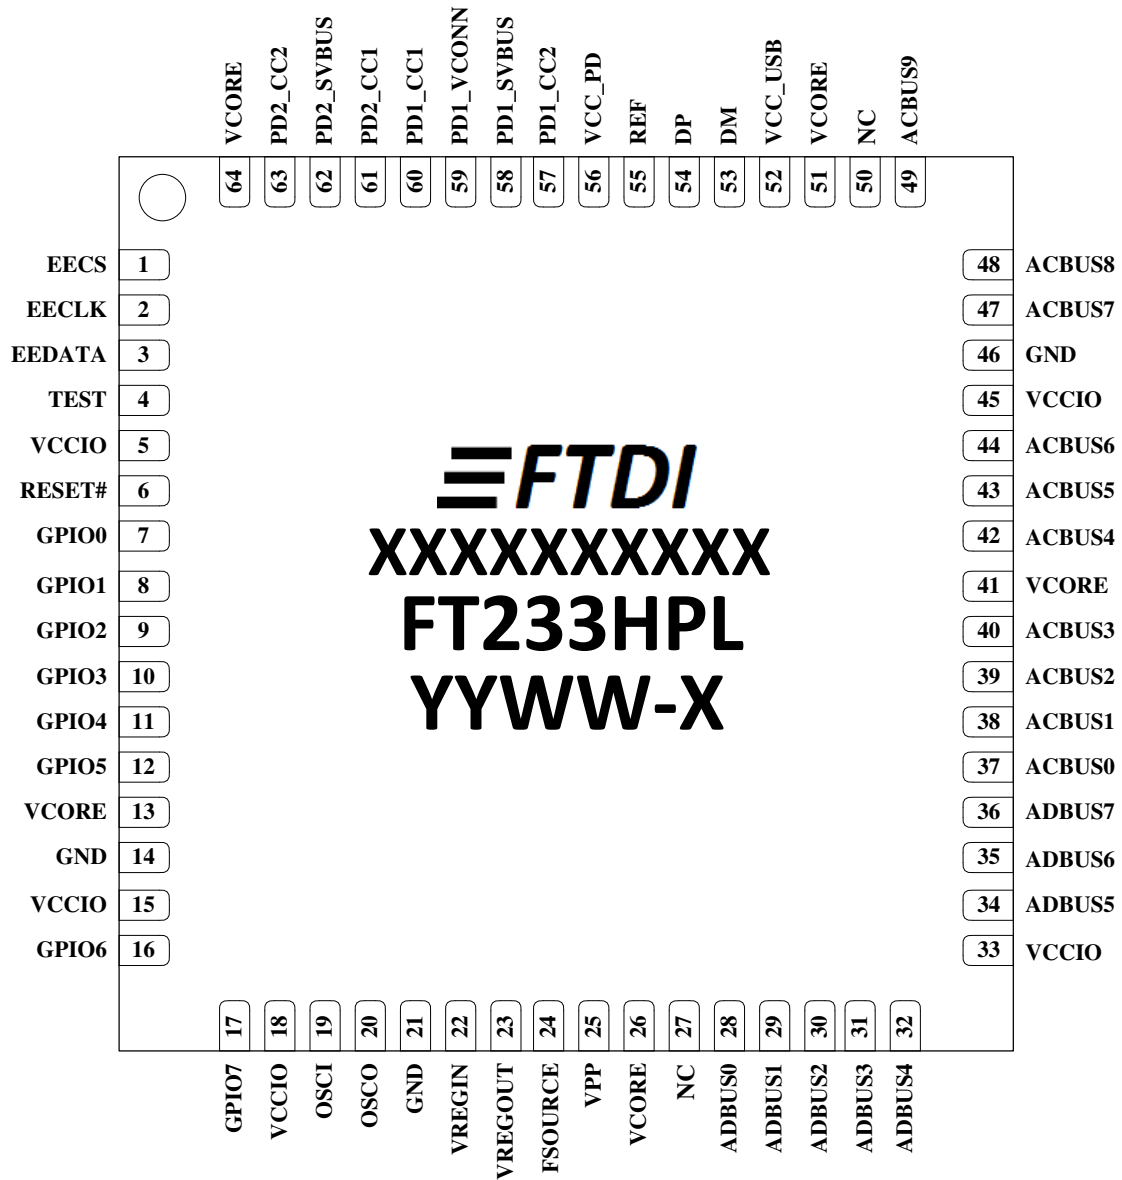 VCORE PD2_CC2 PD2_SVBUS PD2_CC1 PD1_CC1 PD1_VCONN PD1_SVBUS PD1_CC2 VCC_PD REF DP DM VCC_USB VCORE NC ACBUS9
64 63 62 61 60 59 58 57 56 55 54 53 52 51 50 49
EECS 1 48 ACBUS8
EECLK 2 47 ACBUS7
EEDATA 3 46 GND
TEST 4 45 VCCIO
VCCIO 5 44 ACBUS6
RESET# 6 43 ACBUS5
GPIO0 7 42 ACBUS4
GPIO1 8 41 VCORE
GPIO2 9 40 ACBUS3
GPIO3 10 39 ACBUS2
GPIO4 11 38 ACBUS1
GPIO5 12 37 ACBUS0
VCORE 13 36 ADBUS7
GND 14 35 ADBUS6
VCCIO 15 34 ADBUS5
GPIO6 16 33 VCCIO
FTDI
XXXXXXXXXX
FT233HPL
YYWW-X
17 18 19 20 21 22 23 24 25 26 27 28 29 30 31 32
GPIO7 VCCIO OSCI OSCO GND VREGIN VREGOUT FSOURCE VPP VCORE NC ADBUS0 ADBUS1 ADBUS2 ADBUS3 ADBUS4